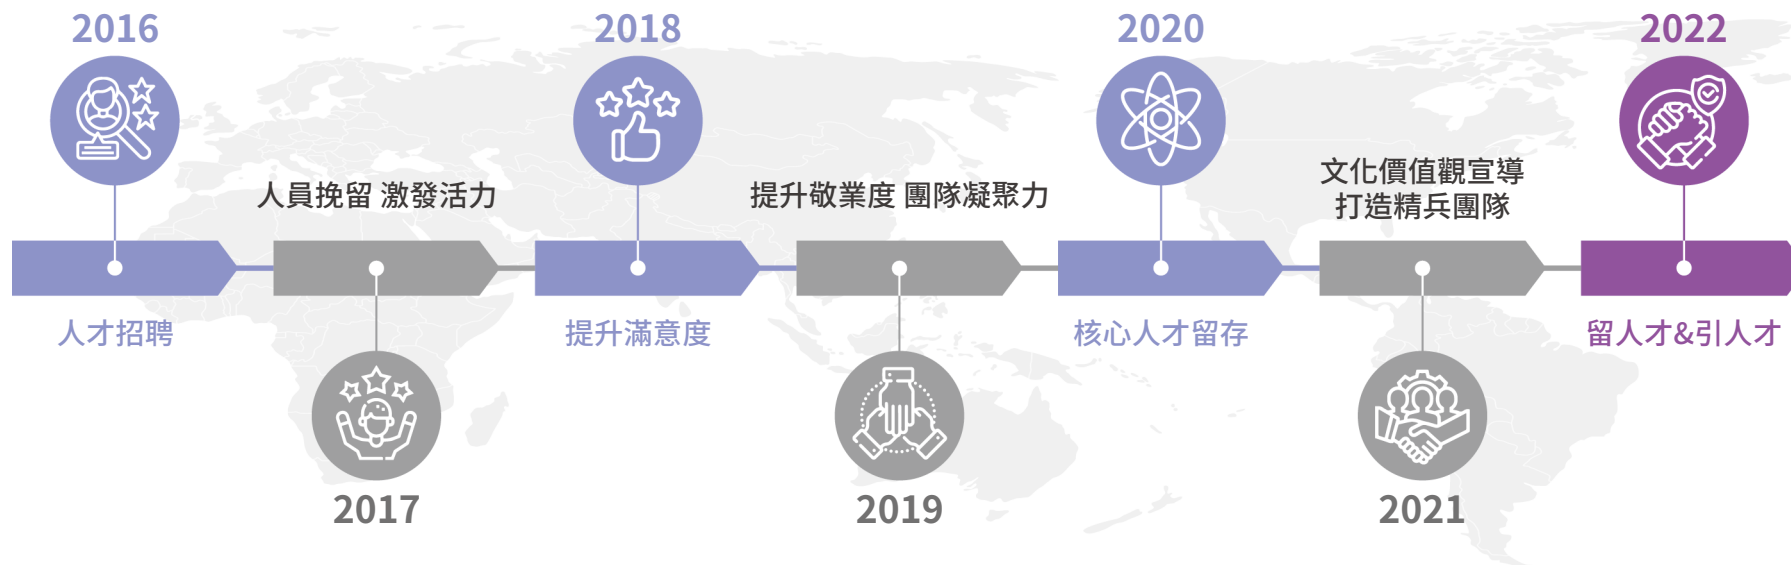 2016
2018
2020
2022
人員挽留 激發活力
提升敬業度 團隊凝聚力
文化價值觀宣導
打造精兵團隊
人才招聘
提升滿意度
核心人才留存
留人才&引人才
2017
2019
2021